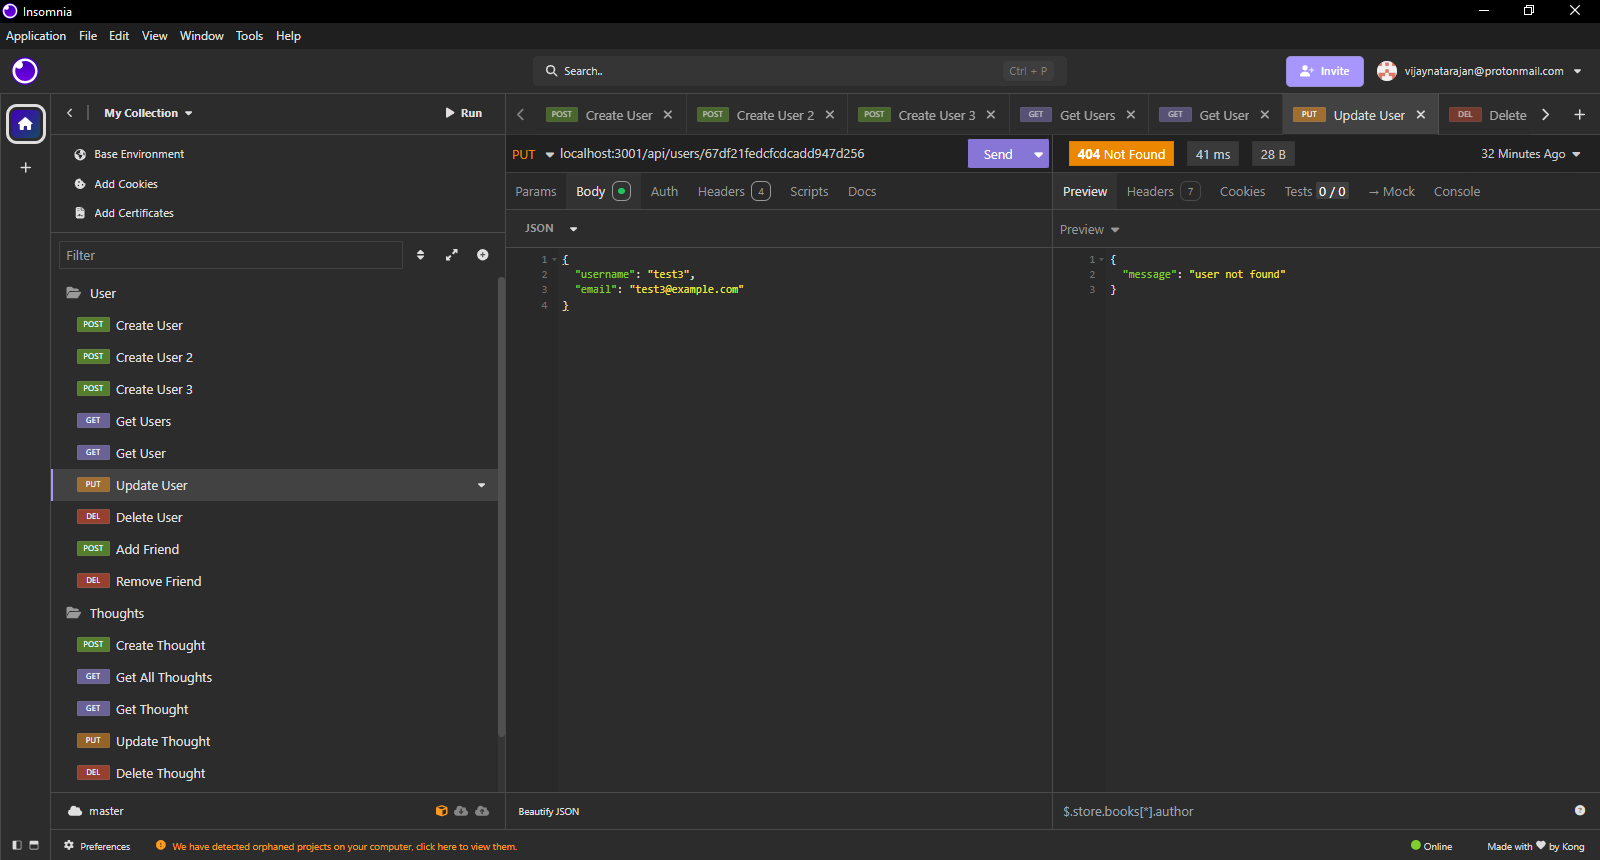 Insomnia
Application File Edit View Window Tools Help
Search.. Ctrl + P
Invite
vijaynatarajan@protonmail.com
My Collection
Run
Base Environment
Add Cookies
Add Certificates
Filter
User
POST Create User
POST Create User 2
POST Create User 3
GET Get Users
GET Get User
PUT Update User
DEL Delete User
POST Add Friend
DEL Remove Friend
Thoughts
POST Create Thought
GET Get All Thoughts
GET Get Thought
PUT Update Thought
DEL Delete Thought
master
POST Create User POST Create User 2 POST Create User 3 GET Get Users GET Get User PUT Update User DEL Delete
PUT localhost:3001/api/users/67df21fedcfcdcadd947d256 Send
Params Body Auth Headers 4 Scripts Docs
JSON
1 {
2 "username": "test3",
3 "email": "test3@example.com"
4 }
Beautify JSON
404 Not Found 41 ms 28 B 32 Minutes Ago
Preview Headers 7 Cookies Tests 0 / 0 → Mock Console
Preview
1 {
2 "message": "user not found"
3 }
$.store.books[*].author
Preferences
We have detected orphaned projects on your computer, click here to view them.
Online
Made with ♥ by Kong